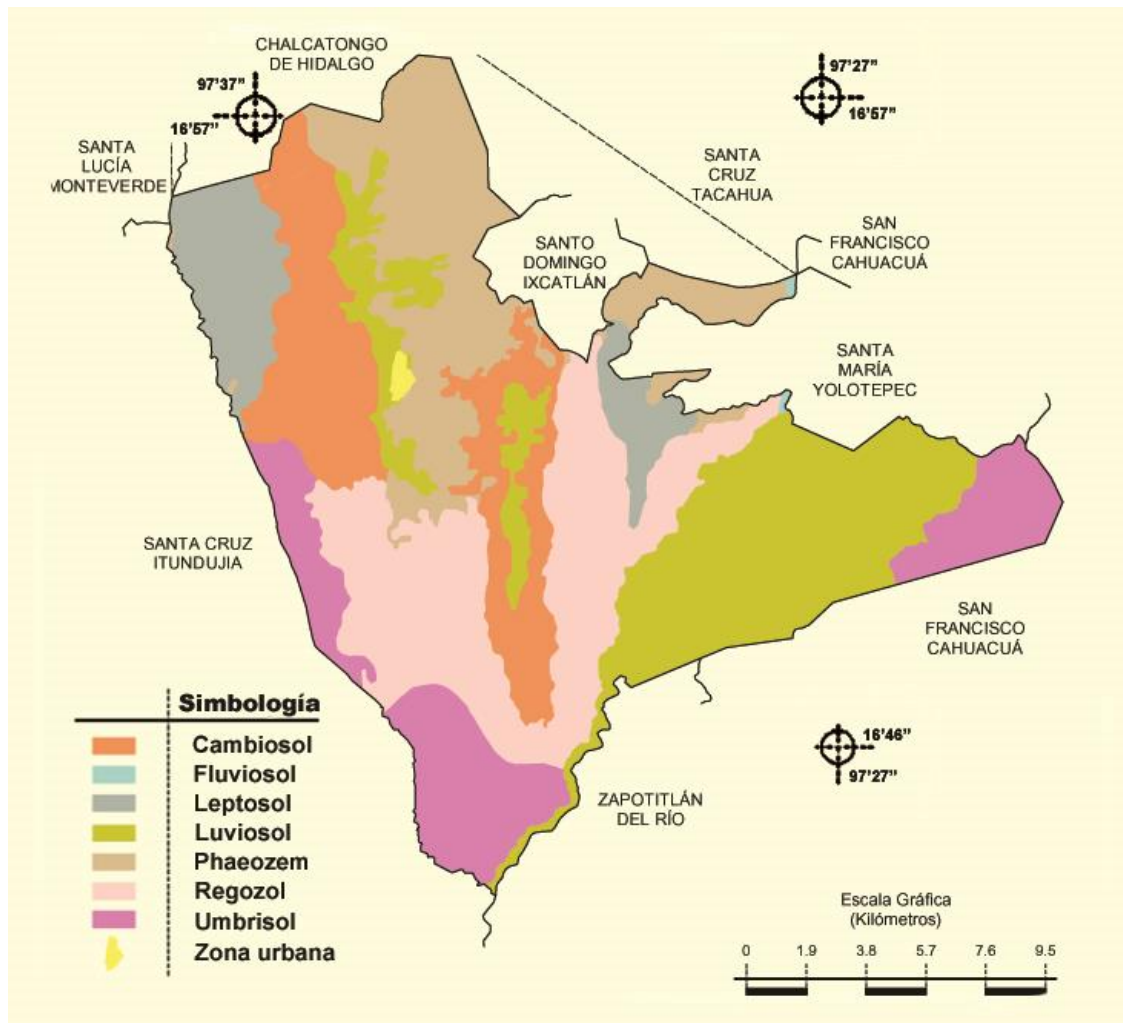 CHALCATONGO
DE HIDALGO
97'37”
16'57”
97'27”
16'57”
SANTA
LUCÍA
MONTEVERDE
SANTA
CRUZ
TACAHUA
SAN
FRANCISCO
CAHUACUÁ
SANTO
DOMINGO
IXCATLÁN
SANTA
MARÍA
YOLOTEPEC
SANTA CRUZ
ITUNDUJIA
SAN
FRANCISCO
CAHUACUÁ
Simbología
Cambiosol
Fluviosol
Leptosol
Luviosol
Phaeozem
Regozol
Umbrisol
Zona urbana
16'46”
97'27”
ZAPOTITLÁN
DEL RÍO
Escala Gráfica
(Kilómetros)
0 1.9 3.8 5.7 7.6 9.5